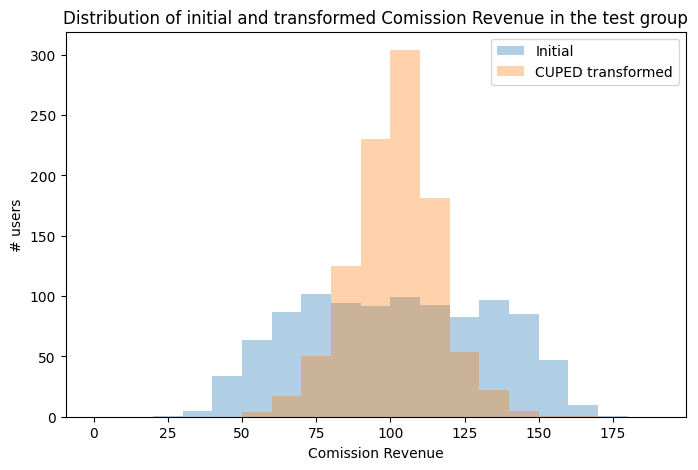 Distribution of initial and transformed Comission Revenue in the test group
Initial
CUPED transformed
300
250
200
150
100
50
0
# users
0 25 50 75 100 125 150 175
Comission Revenue